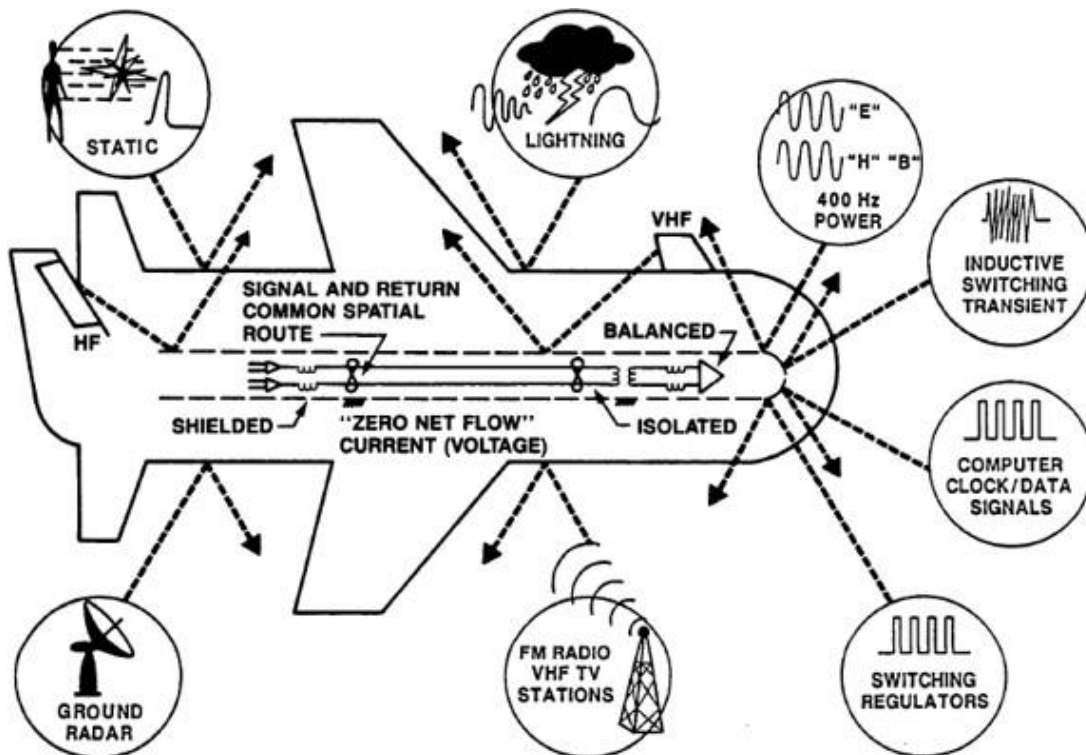 STATIC
LIGHTNING
"E"
"H" "B"
400 Hz
POWER
VHF
INDUCTIVE
SWITCHING
TRANSIENT
SIGNAL AND RETURN
COMMON SPATIAL
ROUTE
BALANCED
HF
SHIELDED
"ZERO NET FLOW"
CURRENT (VOLTAGE)
ISOLATED
COMPUTER
CLOCK/DATA
SIGNALS
GROUND
RADAR
FM RADIO
VHF TV
STATIONS
SWITCHING
REGULATORS